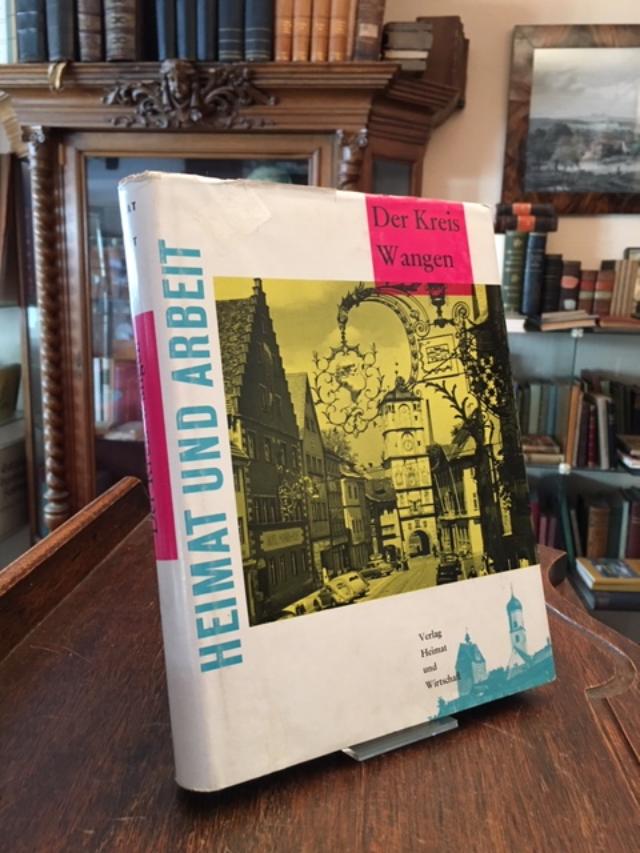 Der Kreis
Wangen
HEIMAT UND ARBEIT
Verlag
Heimat
und
Wirtschaft